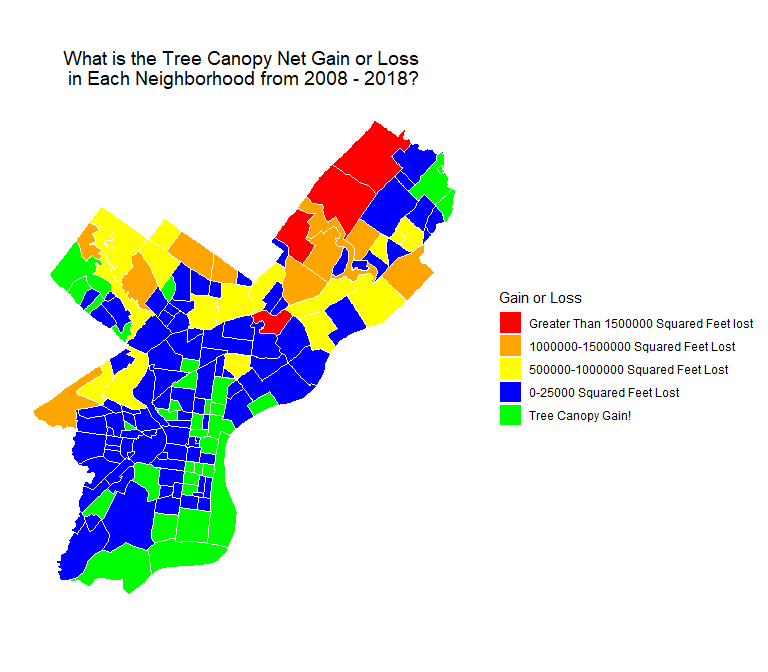 What is the Tree Canopy Net Gain or Loss
in Each Neighborhood from 2008 - 2018?
Gain or Loss
Greater Than 1500000 Squared Feet lost
1000000-1500000 Squared Feet Lost
500000-1000000 Squared Feet Lost
0-25000 Squared Feet Lost
Tree Canopy Gain!